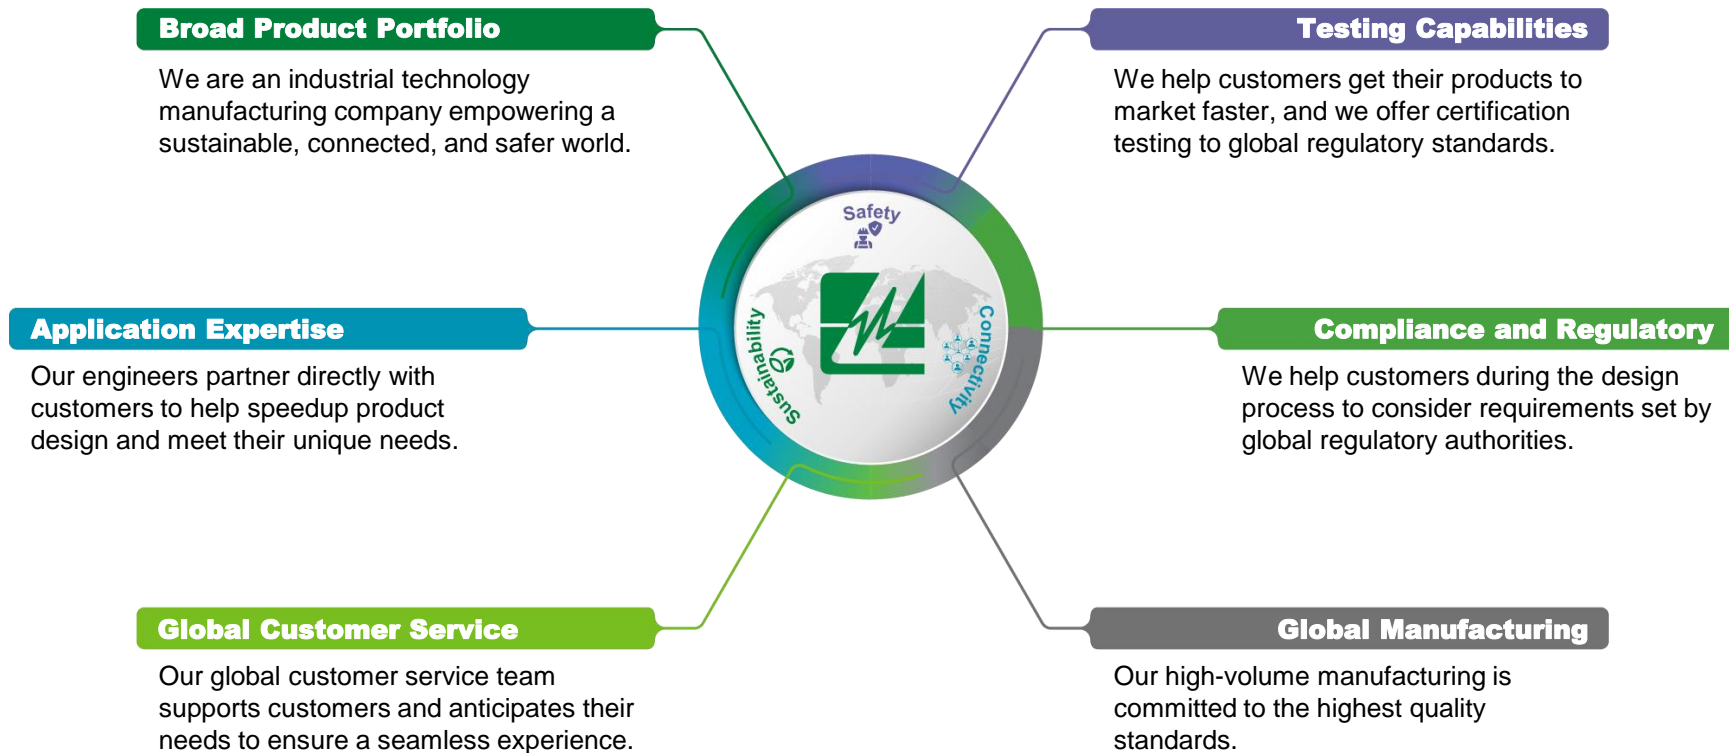 Broad Product Portfolio
We are an industrial technology
manufacturing company empowering a
sustainable, connected, and safer world.
Testing Capabilities
We help customers get their products to
market faster, and we offer certification
testing to global regulatory standards.
Safety
Sustainability
Connectivity
Application Expertise
Our engineers partner directly with
customers to help speedup product
design and meet their unique needs.
Compliance and Regulatory
We help customers during the design
process to consider requirements set by
global regulatory authorities.
Global Customer Service
Our global customer service team
supports customers and anticipates their
needs to ensure a seamless experience.
Global Manufacturing
Our high-volume manufacturing is
committed to the highest quality
standards.